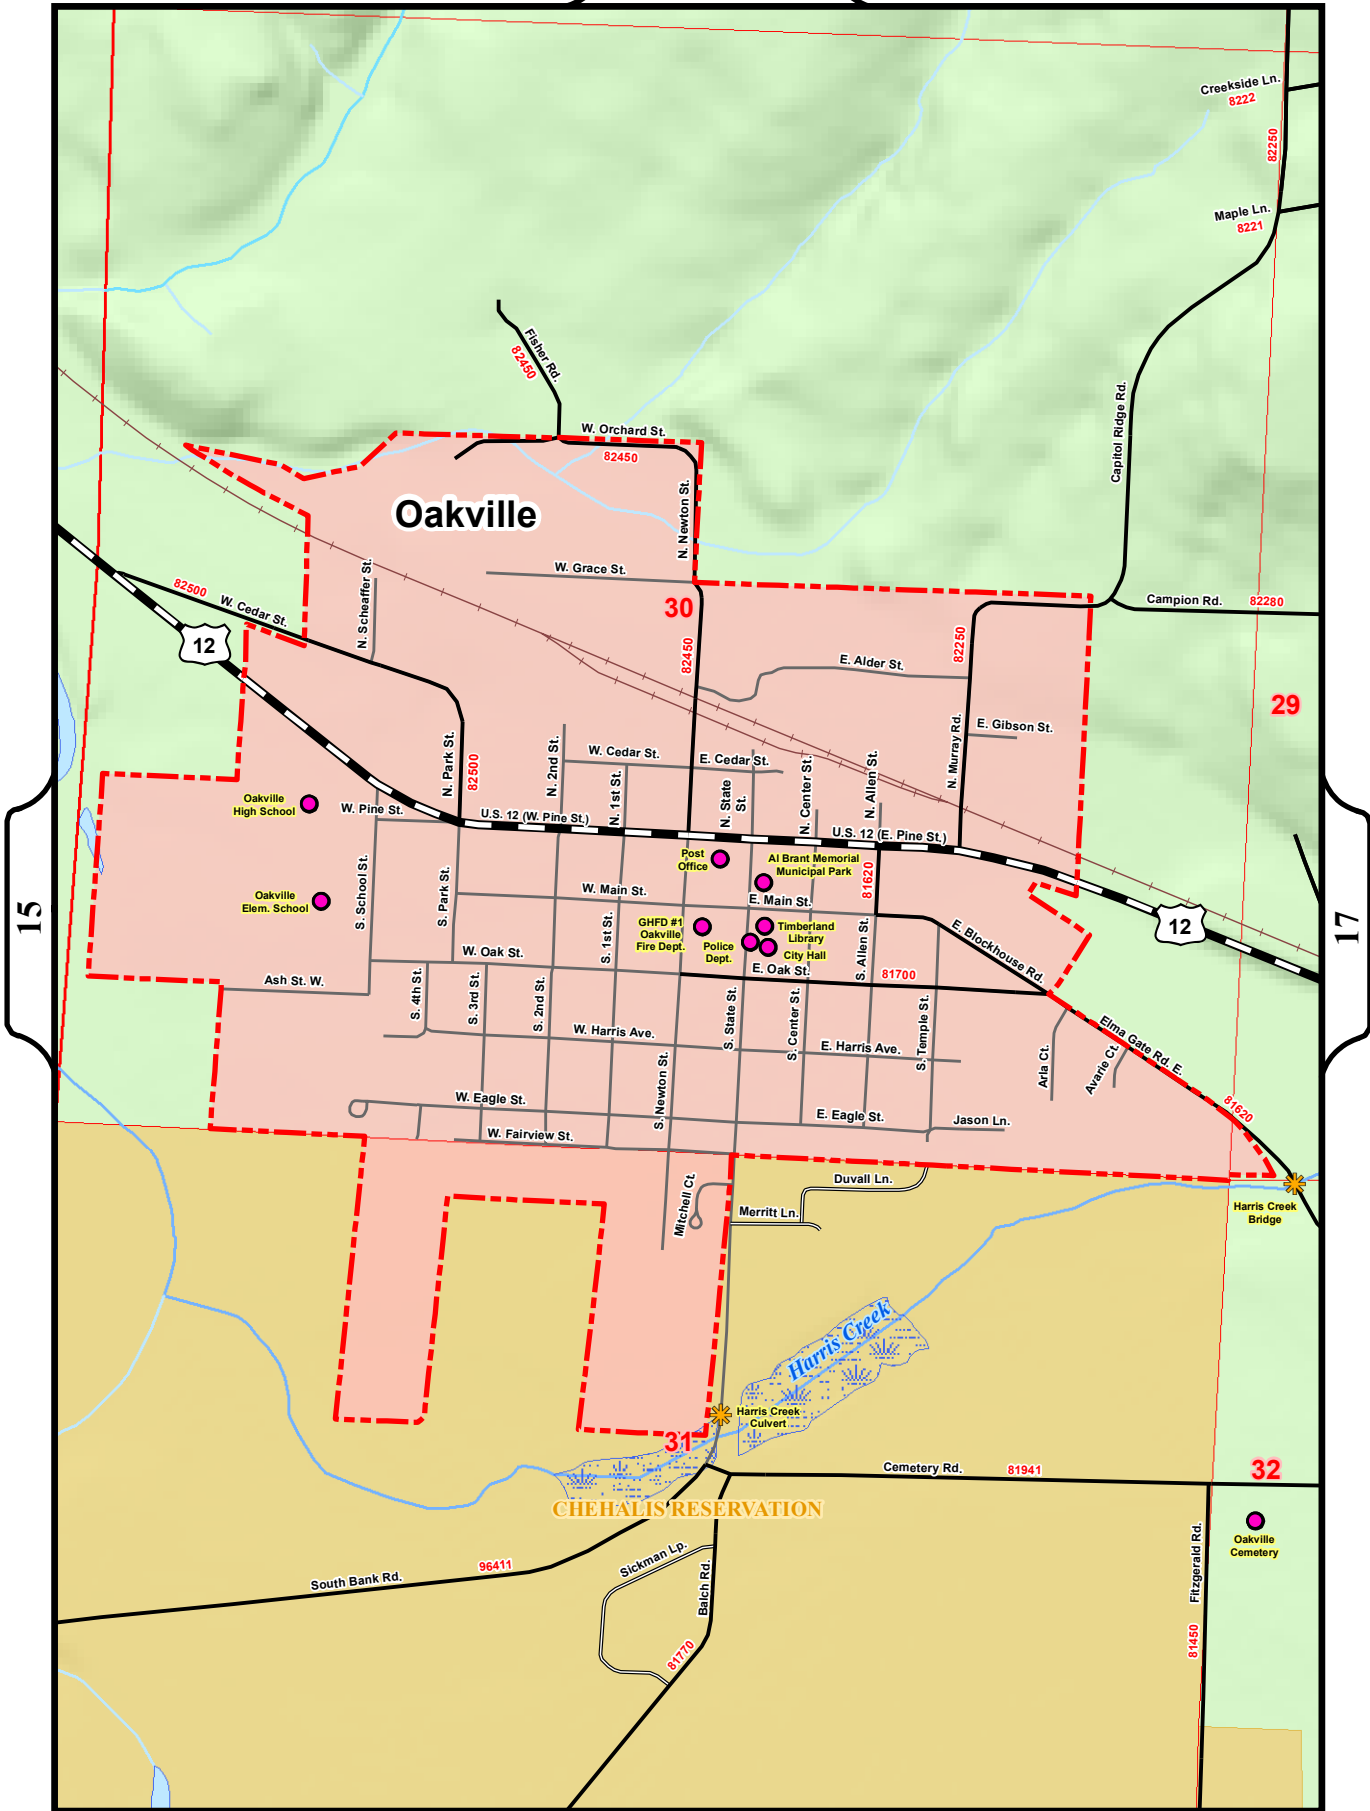 Creekside Ln.
8222
82250
Maple Ln.
8221
Fisher Rd.
82450
Capitol Ridge Rd.
W. Orchard St.
82450
Oakville
N. Newton St.
W. Grace St.
N. Scheaffer St.
82500
W. Cedar St.
12
30
82450
82250
Campion Rd.
82280
E. Alder St.
29
E. Gibson St.
N. Murray Rd.
N. Park St.
82500
N. 2nd St.
W. Cedar St.
E. Cedar St.
N. 1st St.
N. State
St.
N. Center St.
N. Allen St.
Oakville
High School
W. Pine St.
U.S. 12 (W. Pine St.)
U.S. 12 (E. Pine St.)
Post
Office
Al Brant Memorial
Municipal Park
81620
Oakville
Elem. School
S. School St.
S. Park St.
W. Main St.
E. Main St.
15
17
12
GHFD #1
Oakville
Fire Dept.
Police
Dept.
Timberland
Library
City Hall
S. 1st St.
S. Allen St.
E. Blockhouse Rd.
W. Oak St.
E. Oak St.
81700
Ash St. W.
S. 4th St.
S. 3rd St.
S. 2nd St.
S. State St.
S. Center St.
S. Temple St.
W. Harris Ave.
E. Harris Ave.
Elma Gate Rd. E.
Arla Ct.
Avarie Ct.
81620
S. Newton St.
W. Eagle St.
E. Eagle St.
Jason Ln.
W. Fairview St.
Mitchell Ct.
Duvall Ln.
Merritt Ln.
Harris Creek
Bridge
Harris Creek
Harris Creek
Culvert
31
Cemetery Rd.
81941
32
CHEHALIS RESERVATION
Oakville
Cemetery
South Bank Rd.
96411
Sickman Lp.
Balch Rd.
81770
Fitzgerald Rd.
81450